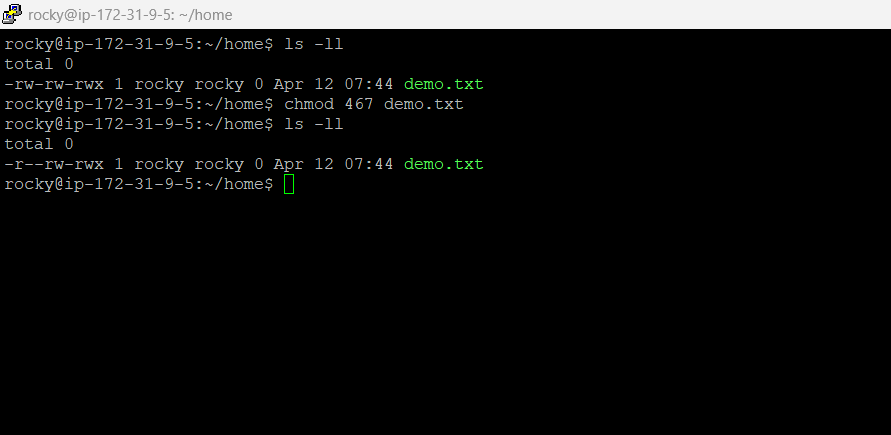 rocky@ip-172-31-9-5: ~/home
rocky@ip-172-31-9-5:~/home$ ls -ll
total 0
-rw-rw-rwx 1 rocky rocky 0 Apr 12 07:44 demo.txt
rocky@ip-172-31-9-5:~/home$ chmod 467 demo.txt
rocky@ip-172-31-9-5:~/home$ ls -ll
total 0
-r--rw-rwx 1 rocky rocky 0 Apr 12 07:44 demo.txt
rocky@ip-172-31-9-5:~/home$